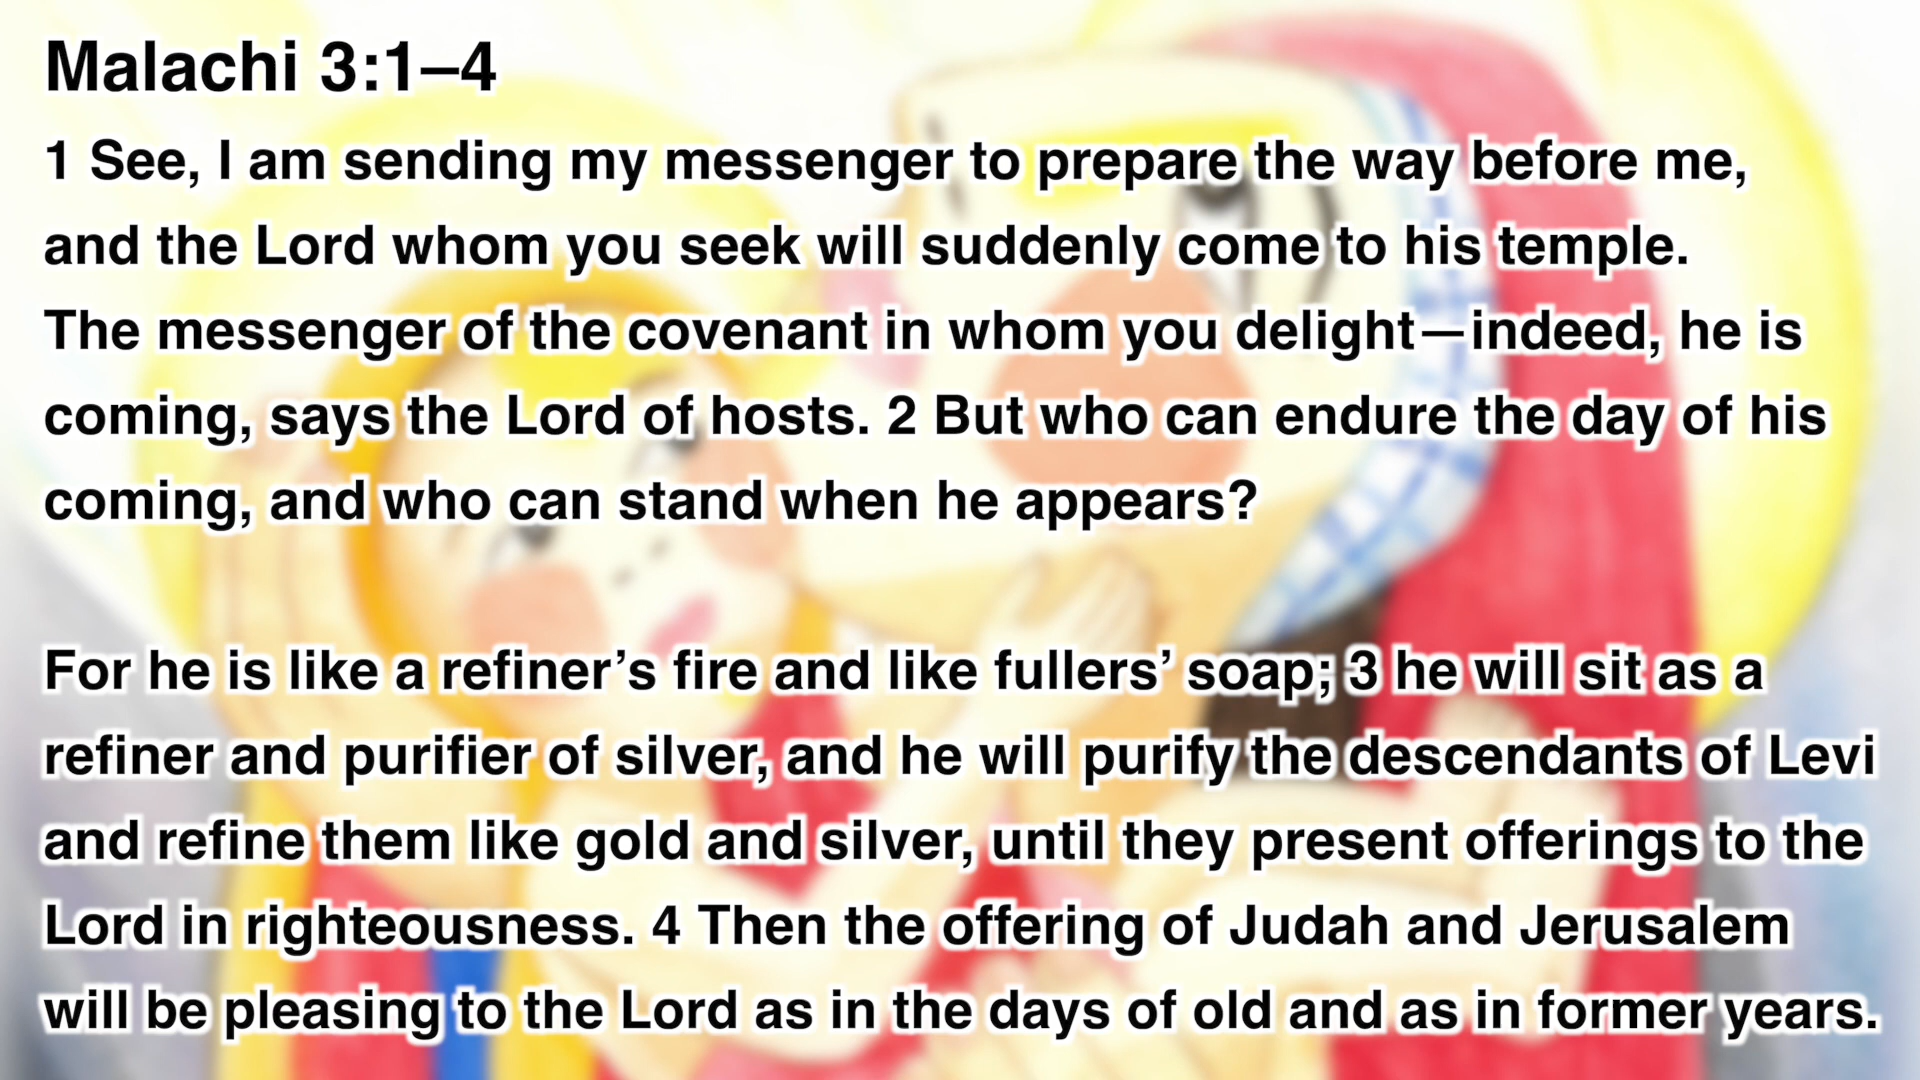 Malachi 3:1–4
1 See, I am sending my messenger to prepare the way before me,
and the Lord whom you seek will suddenly come to his temple.
The messenger of the covenant in whom you delight—indeed, he is
coming, says the Lord of hosts. 2 But who can endure the day of his
coming, and who can stand when he appears?
For he is like a refiner’s fire and like fullers’ soap; 3 he will sit as a
refiner and purifier of silver, and he will purify the descendants of Levi
and refine them like gold and silver, until they present offerings to the
Lord in righteousness. 4 Then the offering of Judah and Jerusalem
will be pleasing to the Lord as in the days of old and as in former years.